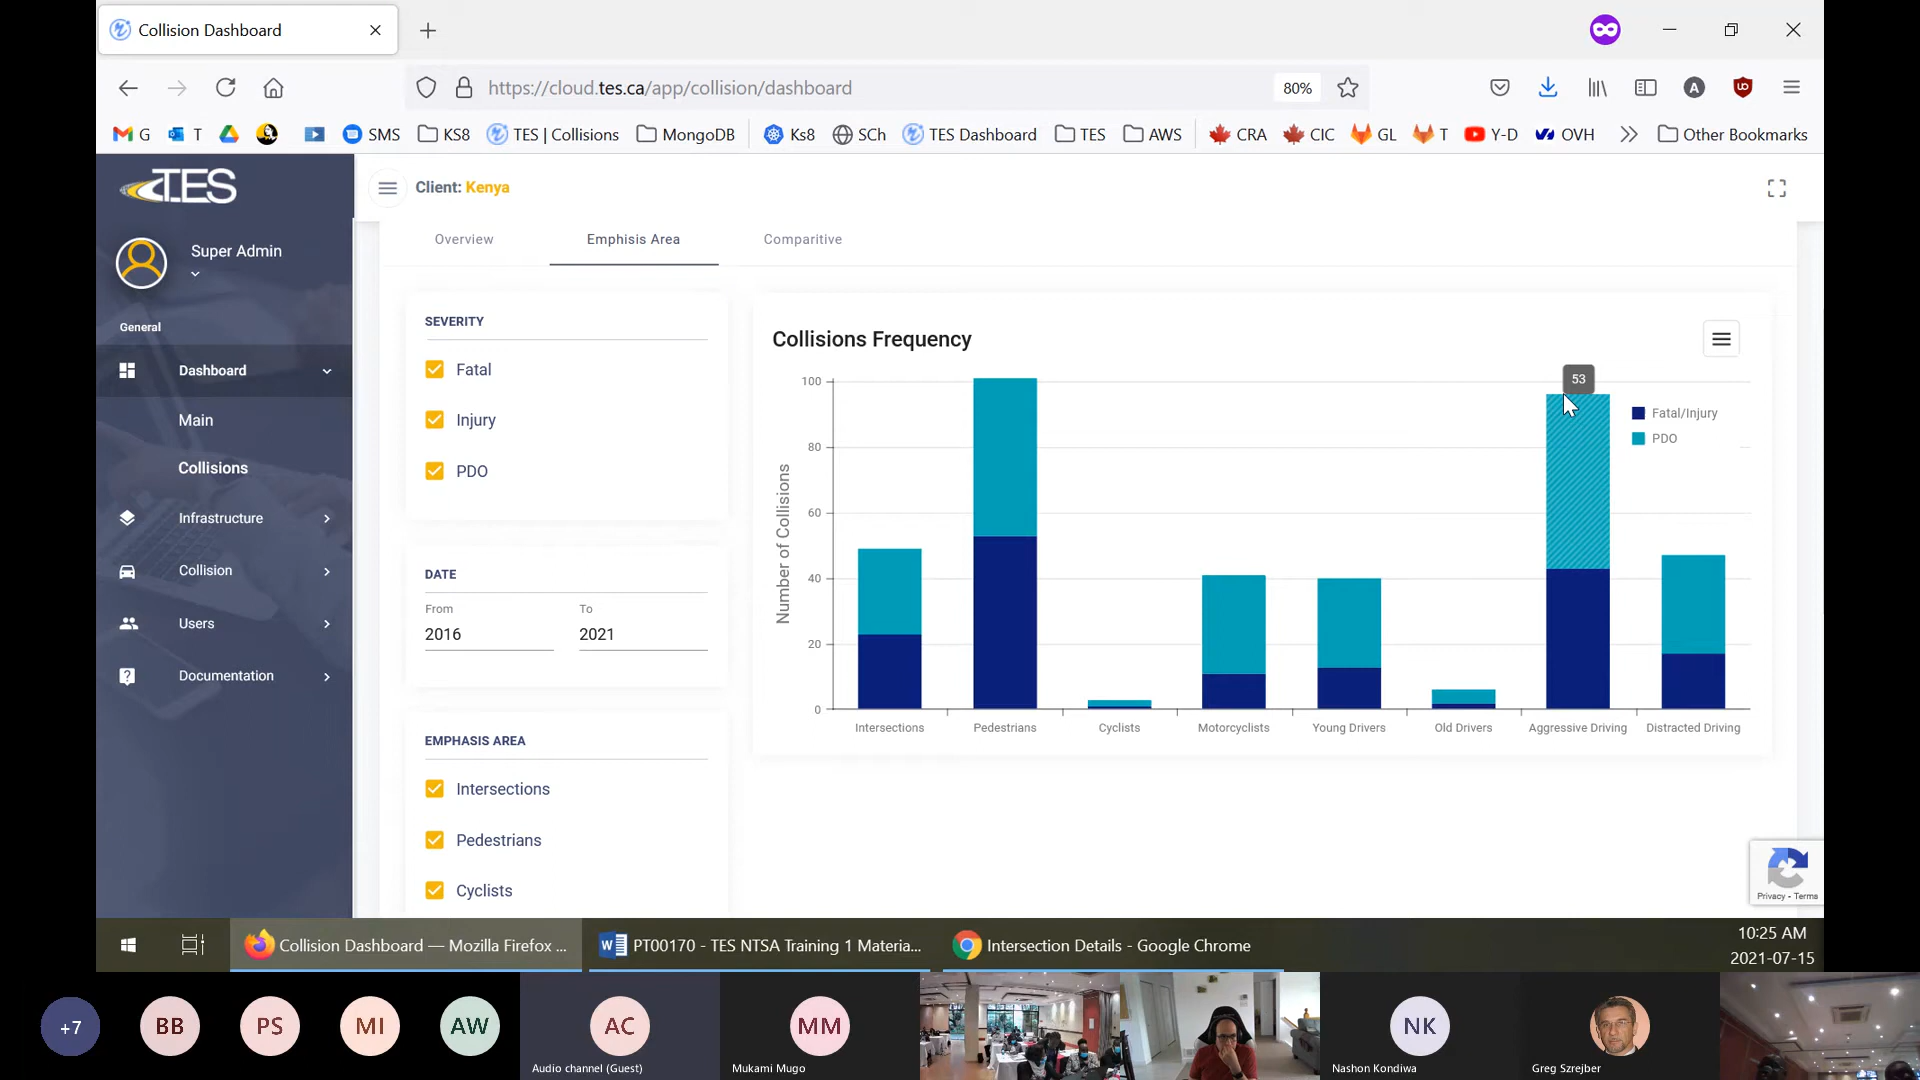 Collision Dashboard
https://cloud.tes.ca/app/collision/dashboard
80%
A
G
T
SMS
KS8
TES | Collisions
MongoDB
Ks8
SCh
TES Dashboard
TES
AWS
CRA
CIC
GL
T
Y-D
OVH
Other Bookmarks
TES
Client: Kenya
Super Admin
General
Dashboard
Main
Collisions
Infrastructure
Collision
Users
Documentation
Overview
Emphisis Area
Comparitive
SEVERITY
Fatal
Injury
PDO
DATE
From
To
2016
2021
EMPHASIS AREA
Intersections
Pedestrians
Cyclists
Collisions Frequency
Number of Collisions
100
80
60
40
20
0
53
Fatal/Injury
PDO
Intersections
Pedestrians
Cyclists
Motorcyclists
Young Drivers
Old Drivers
Aggressive Driving
Distracted Driving
Privacy - Terms
Collision Dashboard — Mozilla Firefox ...
PT00170 - TES NTSA Training 1 Materia...
Intersection Details - Google Chrome
10:25 AM
2021-07-15
+7
BB
PS
MI
AW
AC
Audio channel (Guest)
MM
Mukami Mugo
NK
Nashon Kondiwa
Greg Szrejber